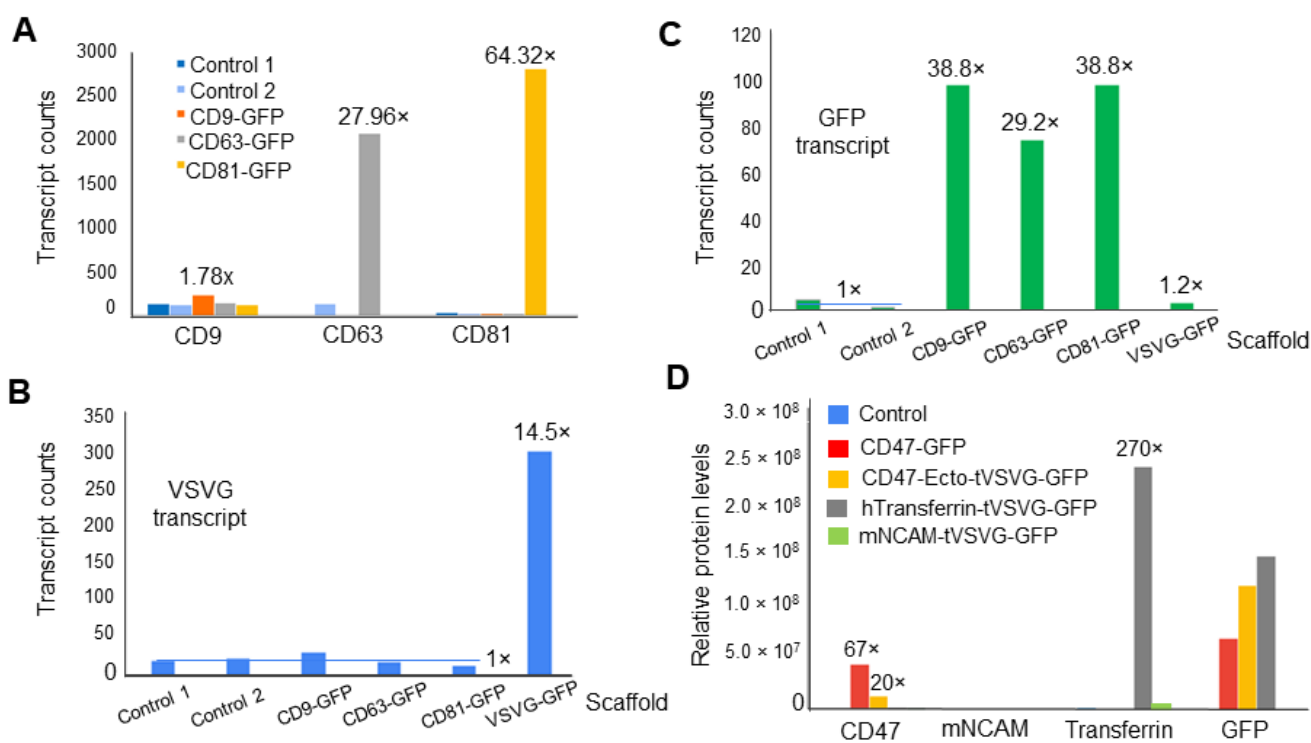 A
Transcript counts
3000
2500
2000
1500
1000
500
0
Control 1
Control 2
CD9-GFP
CD63-GFP
CD81-GFP
1.78x
27.96×
64.32×
CD9
CD63
CD81
B
Transcript counts
350
300
250
200
150
100
50
0
VSVG
transcript
1×
14.5×
Control 1
Control 2
CD9-GFP
CD63-GFP
CD81-GFP
VSVG-GFP
Scaffold
C
Transcript counts
120
100
80
60
40
20
0
GFP
transcript
1×
38.8×
29.2×
38.8×
1.2×
Control 1
Control 2
CD9-GFP
CD63-GFP
CD81-GFP
VSVG-GFP
Scaffold
D
Relative protein levels
3.0 × 10⁸
2.5 × 10⁸
2.0 × 10⁸
1.5 × 10⁸
1.0 × 10⁸
5.0 × 10⁷
0
Control
CD47-GFP
CD47-Ecto-tVSVG-GFP
hTransferrin-tVSVG-GFP
mNCAM-tVSVG-GFP
67×
20×
270×
CD47
mNCAM
Transferrin
GFP